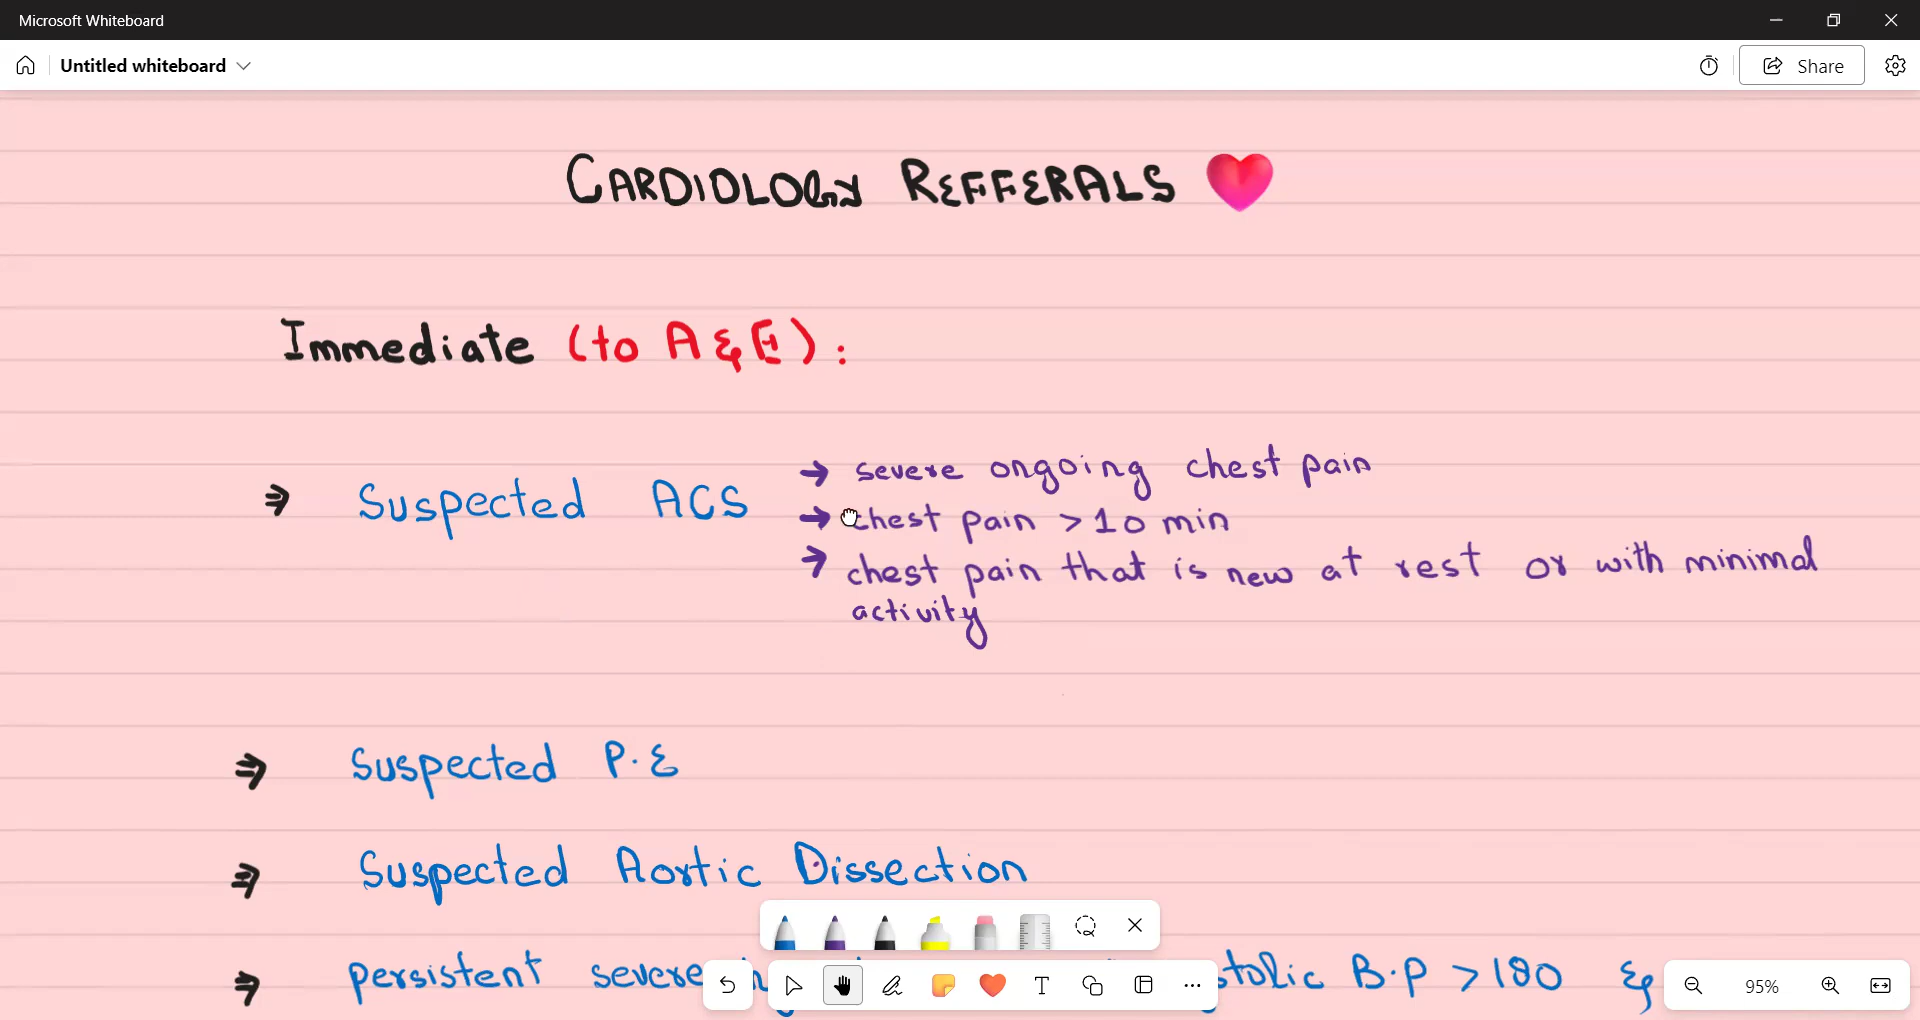 Microsoft Whiteboard
Untitled whiteboard
Share
CARDIOLOGY REFFERALS
Immediate (to A & E) :
⇒ Suspected ACS
→ severe ongoing chest pain
→ chest pain > 10 min
→ chest pain that is new at rest or with minimal
activity
⇒ Suspected P.E
⇒ Suspected Aortic Dissection
⇒ persistent severe B.P > 180 &
95%